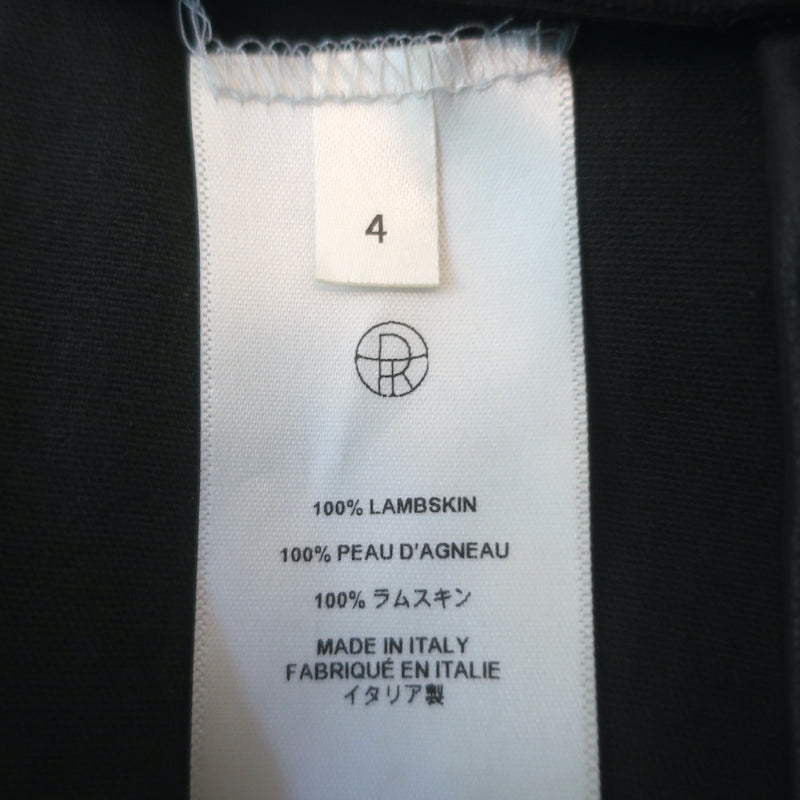 4
100% LAMBSKIN
100% PEAU D'AGNEAU
100% ラムスキン
MADE IN ITALY
FABRIQUÉ EN ITALIE
イタリア製